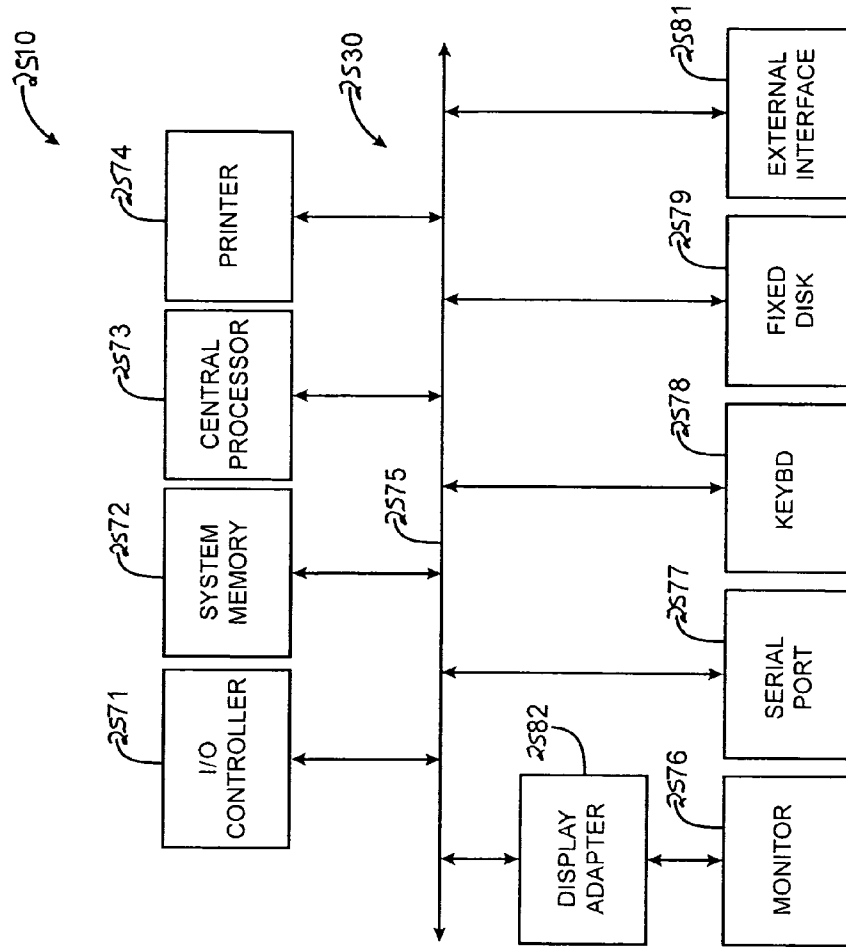 2510
2530
2571
I/O
CONTROLLER
2572
SYSTEM
MEMORY
2573
CENTRAL
PROCESSOR
2574
PRINTER
2575
2582
DISPLAY
ADAPTER
2576
MONITOR
2577
SERIAL
PORT
2578
KEYBD
2579
FIXED
DISK
2581
EXTERNAL
INTERFACE